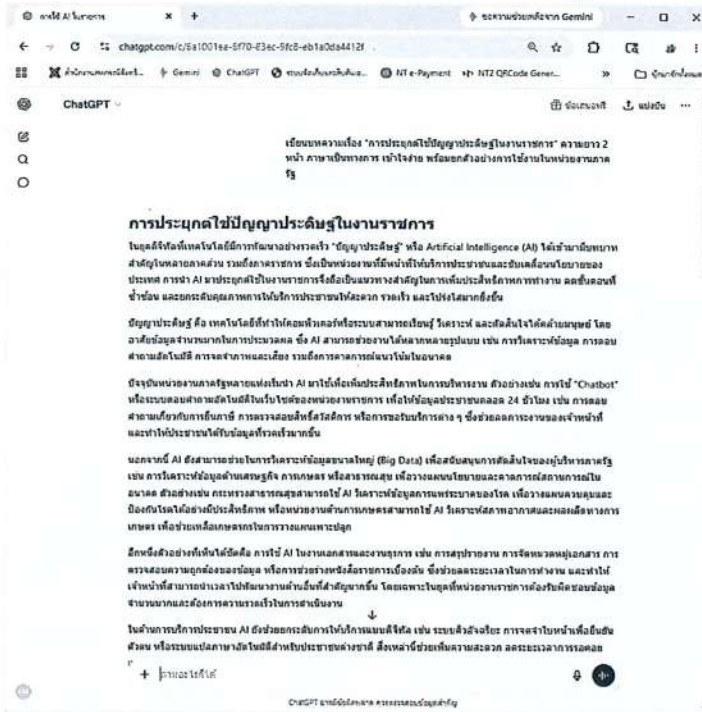 การใช้ AI ในราชการ
ขอความช่วยเหลือจาก Gemini
Gemini
ChatGPT
NT e-Payment
NT2 QRCode Gener...
ChatGPT
ข้อเสนอฟรี
แบ่งปัน
เขียนบทความเรื่อง "การประยุกต์ใช้ปัญญาประดิษฐ์ในงานราชการ" ความยาว 2
หน้า ภาษาเป็นทางการ เข้าใจง่าย พร้อมยกตัวอย่างการใช้งานในหน่วยงานภาค
รัฐ
การประยุกต์ใช้ปัญญาประดิษฐ์ในงานราชการ
ในยุคดิจิทัลที่เทคโนโลยีมีการพัฒนาอย่างรวดเร็ว "ปัญญาประดิษฐ์" หรือ Artificial Intelligence (AI) ได้เข้ามามีบทบาท
สำคัญในหลายภาคส่วน รวมถึงภาคราชการ ซึ่งเป็นหน่วยงานที่มีหน้าที่ให้บริการประชาชนและขับเคลื่อนนโยบายของ
ประเทศ การนำ AI มาประยุกต์ใช้ในงานราชการจึงถือเป็นแนวทางสำคัญในการเพิ่มประสิทธิภาพการทำงาน ลดขั้นตอนที่
ซ้ำซ้อน และยกระดับคุณภาพการให้บริการประชาชนให้สะดวก รวดเร็ว และโปร่งใสมากยิ่งขึ้น
ปัญญาประดิษฐ์ คือ เทคโนโลยีที่ทำให้คอมพิวเตอร์หรือระบบสามารถเรียนรู้ วิเคราะห์ และตัดสินใจได้คล้ายมนุษย์ โดย
อาศัยข้อมูลจำนวนมากในการประมวลผล ซึ่ง AI สามารถช่วยงานได้หลากหลายรูปแบบ เช่น การวิเคราะห์ข้อมูล การตอบ
คำถามอัตโนมัติ การจดจำภาพและเสียง รวมถึงการคาดการณ์แนวโน้มในอนาคต
ปัจจุบันหน่วยงานภาครัฐหลายแห่งเริ่มนำ AI มาใช้เพื่อเพิ่มประสิทธิภาพในการบริหารงาน ตัวอย่างเช่น การใช้ "Chatbot"
หรือระบบตอบคำถามอัตโนมัติในเว็บไซต์ของหน่วยงานราชการ เพื่อให้ข้อมูลประชาชนตลอด 24 ชั่วโมง เช่น การตอบ
คำถามเกี่ยวกับการยื่นภาษี การตรวจสอบสิทธิ์สวัสดิการ หรือการขอรับบริการต่าง ๆ ซึ่งช่วยลดภาระงานของเจ้าหน้าที่
และทำให้ประชาชนได้รับข้อมูลที่รวดเร็วมากขึ้น
นอกจากนี้ AI ยังสามารถช่วยในการวิเคราะห์ข้อมูลขนาดใหญ่ (Big Data) เพื่อสนับสนุนการตัดสินใจของผู้บริหารภาครัฐ
เช่น การวิเคราะห์ข้อมูลด้านเศรษฐกิจ การเกษตร หรือสาธารณสุข เพื่อวางแผนนโยบายและคาดการณ์สถานการณ์ใน
อนาคต ตัวอย่างเช่น กระทรวงสาธารณสุขสามารถใช้ AI วิเคราะห์ข้อมูลการแพร่ระบาดของโรค เพื่อวางแผนควบคุมและ
ป้องกันโรคได้อย่างมีประสิทธิภาพ หรือหน่วยงานด้านการเกษตรสามารถใช้ AI วิเคราะห์สภาพอากาศและผลผลิตทางการ
เกษตร เพื่อช่วยเหลือเกษตรกรในการวางแผนเพาะปลูก
อีกหนึ่งตัวอย่างที่เห็นได้ชัดคือ การใช้ AI ในงานเอกสารและงานธุรการ เช่น การสรุปรายงาน การจัดหมวดหมู่เอกสาร การ
ตรวจสอบความถูกต้องของข้อมูล หรือการช่วยร่างหนังสือราชการเบื้องต้น ซึ่งช่วยลดระยะเวลาในการทำงาน และทำให้
เจ้าหน้าที่สามารถนำเวลาไปพัฒนางานด้านอื่นที่สำคัญมากขึ้น โดยเฉพาะในยุคที่หน่วยงานราชการต้องรับผิดชอบข้อมูล
จำนวนมากและต้องการความรวดเร็วในการดำเนินงาน
ในด้านการบริการประชาชน AI ยังช่วยยกระดับการให้บริการแบบดิจิทัล เช่น ระบบคิวอัจฉริยะ การจดจำใบหน้าเพื่อยืนยัน
ตัวตน หรือระบบแปลภาษาอัตโนมัติสำหรับประชาชนต่างชาติ สิ่งเหล่านี้ช่วยเพิ่มความสะดวก ลดระยะเวลาการรอคอย
ถามอะไรก็ได้
ChatGPT อาจมีข้อผิดพลาด ควรตรวจสอบข้อมูลสำคัญ